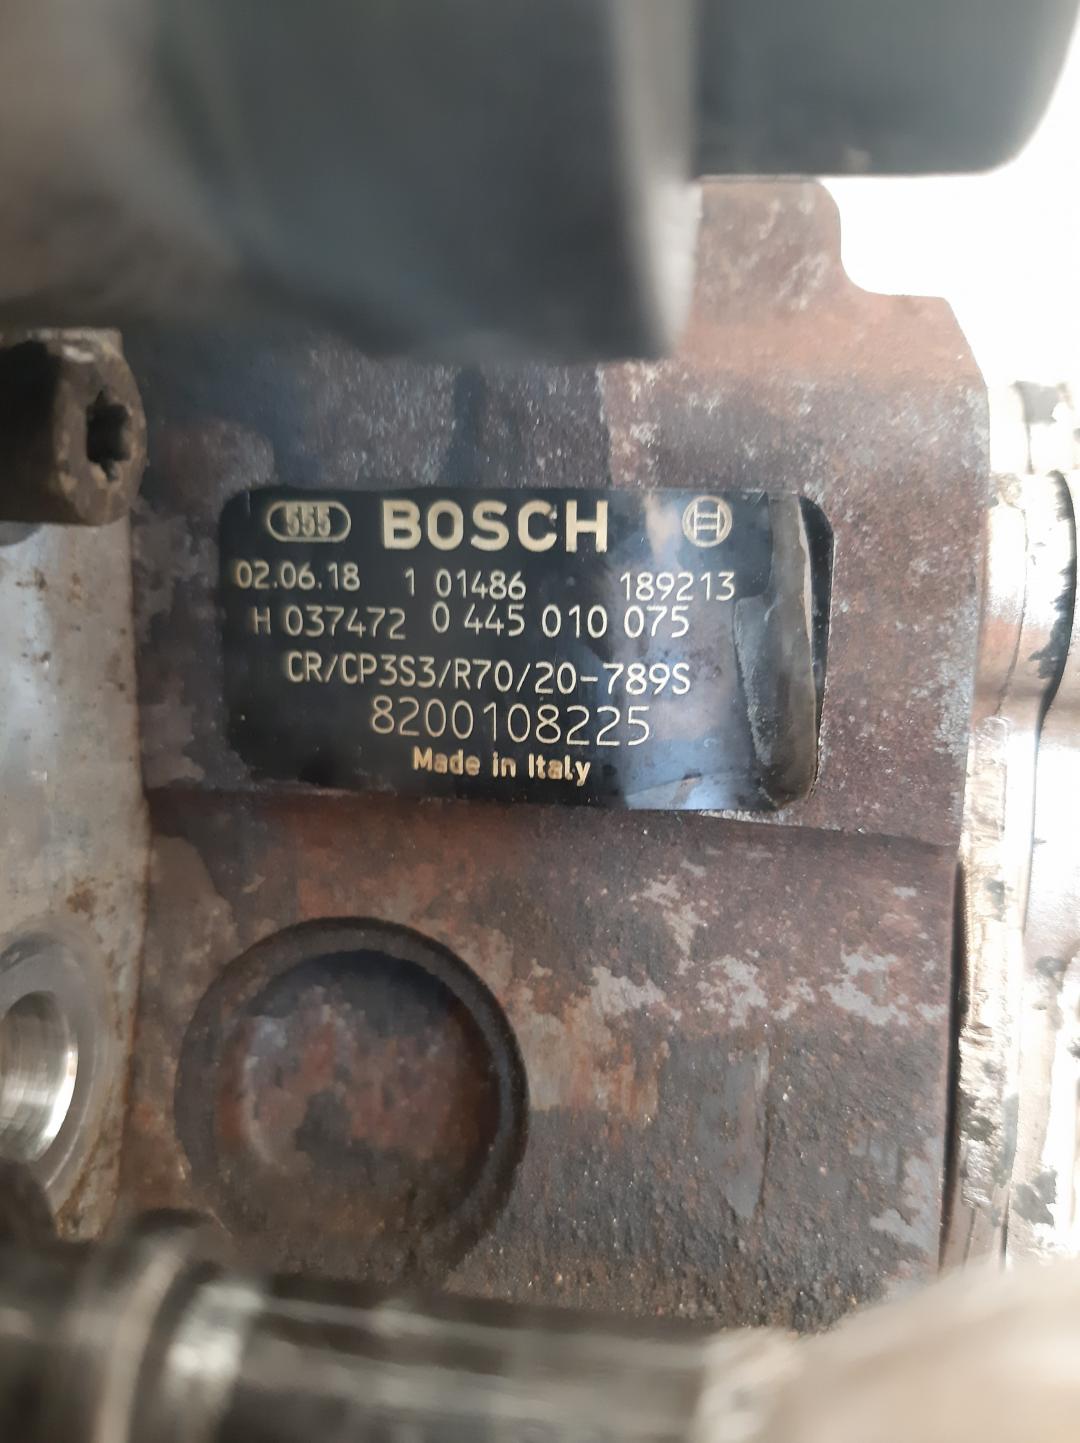 555 BOSCH
02.06.18 1 01486 189213
H 037472 0 445 010 075
CR/CP3S3/R70/20-789S
8200108225
Made in Italy